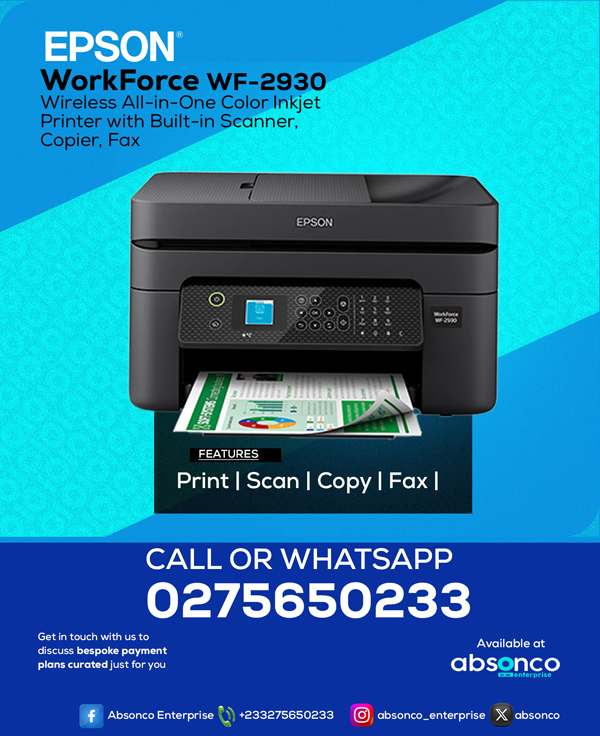 EPSON®
WorkForce WF-2930
Wireless All-in-One Color Inkjet
Printer with Built-in Scanner,
Copier, Fax
EPSON
WorkForce
WF-2930
FEATURES
Print | Scan | Copy | Fax |
CALL OR WHATSAPP
0275650233
Get in touch with us to
discuss bespoke payment
plans curated just for you
Available at
absonco
enterprise
Absonco Enterprise
+233275650233
absonco_enterprise
absonco